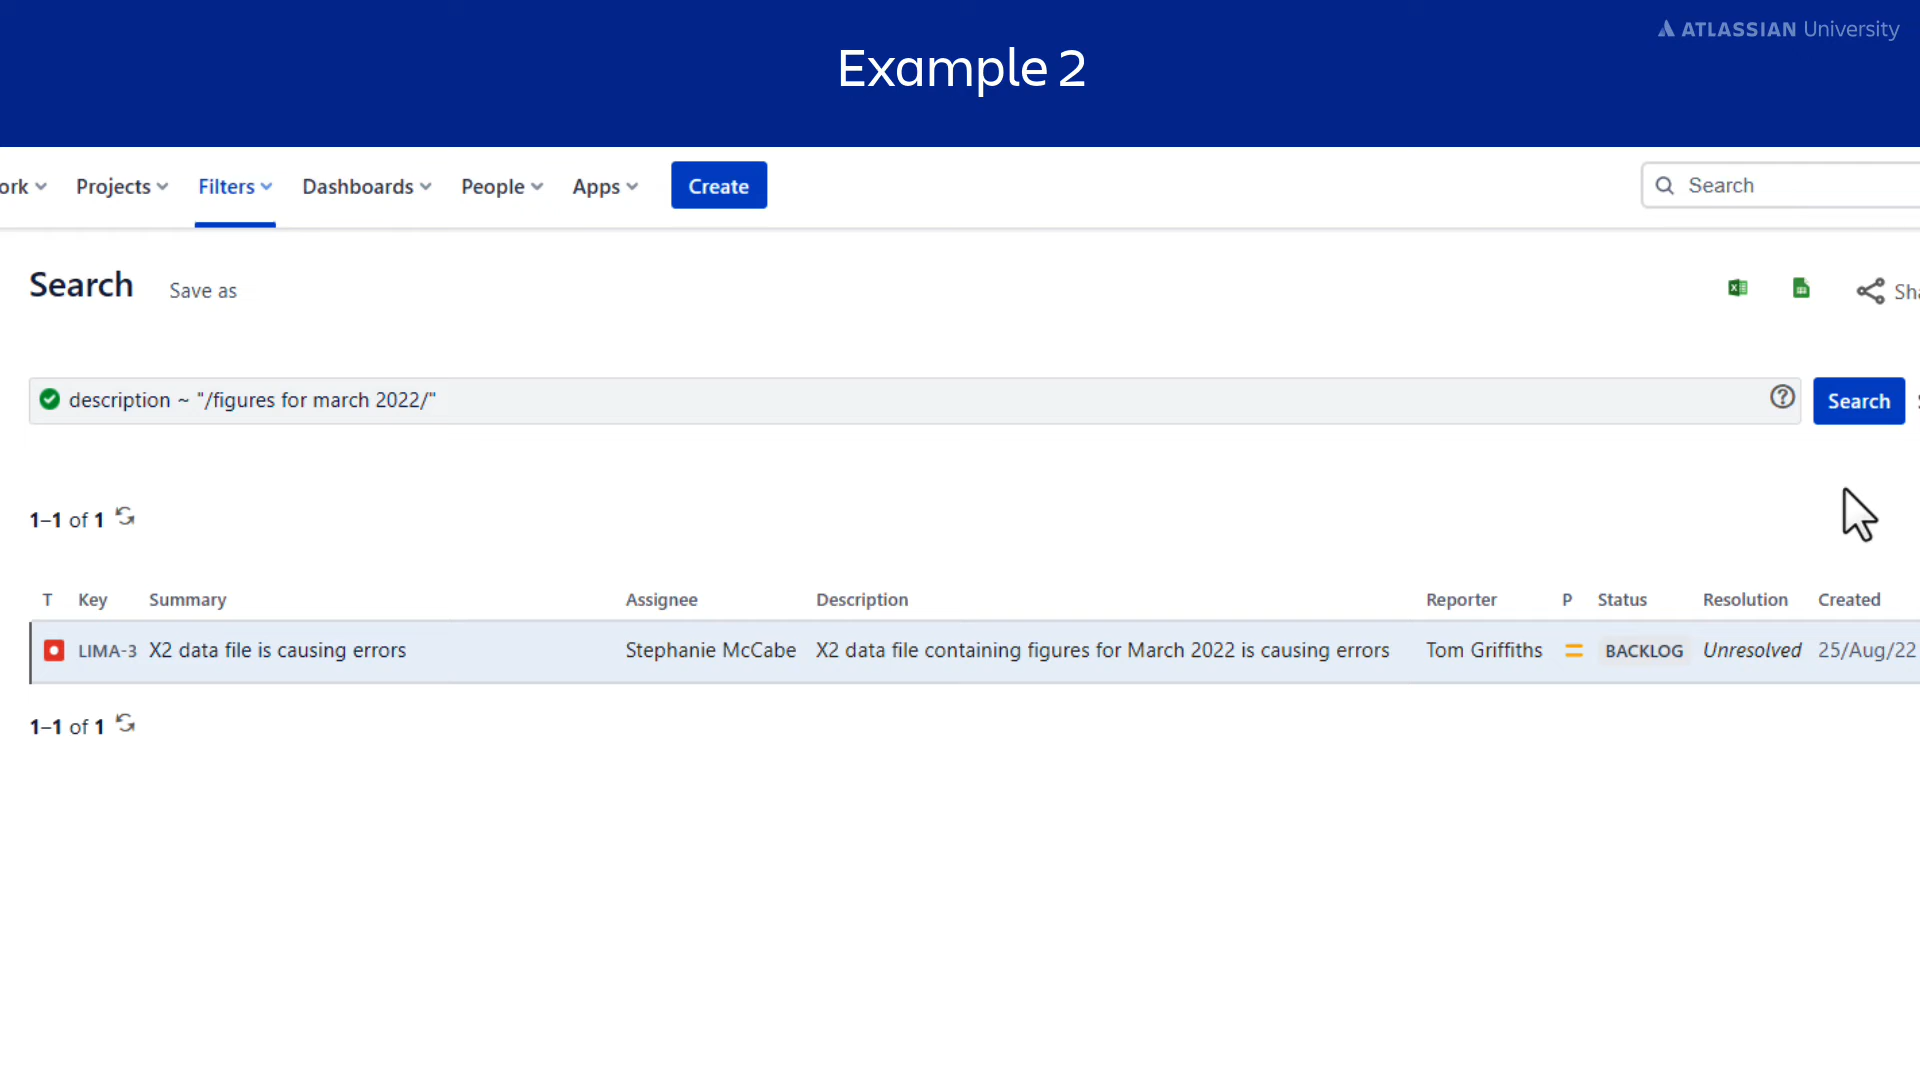 ATLASSIAN University
Example 2
ork Projects Filters Dashboards People Apps Create Search
Search Save as Sha
description ~ "/figures for march 2022/" Search
1–1 of 1
T Key Summary Assignee Description Reporter P Status Resolution Created
LIMA-3 X2 data file is causing errors Stephanie McCabe X2 data file containing figures for March 2022 is causing errors Tom Griffiths BACKLOG Unresolved 25/Aug/22
1–1 of 1